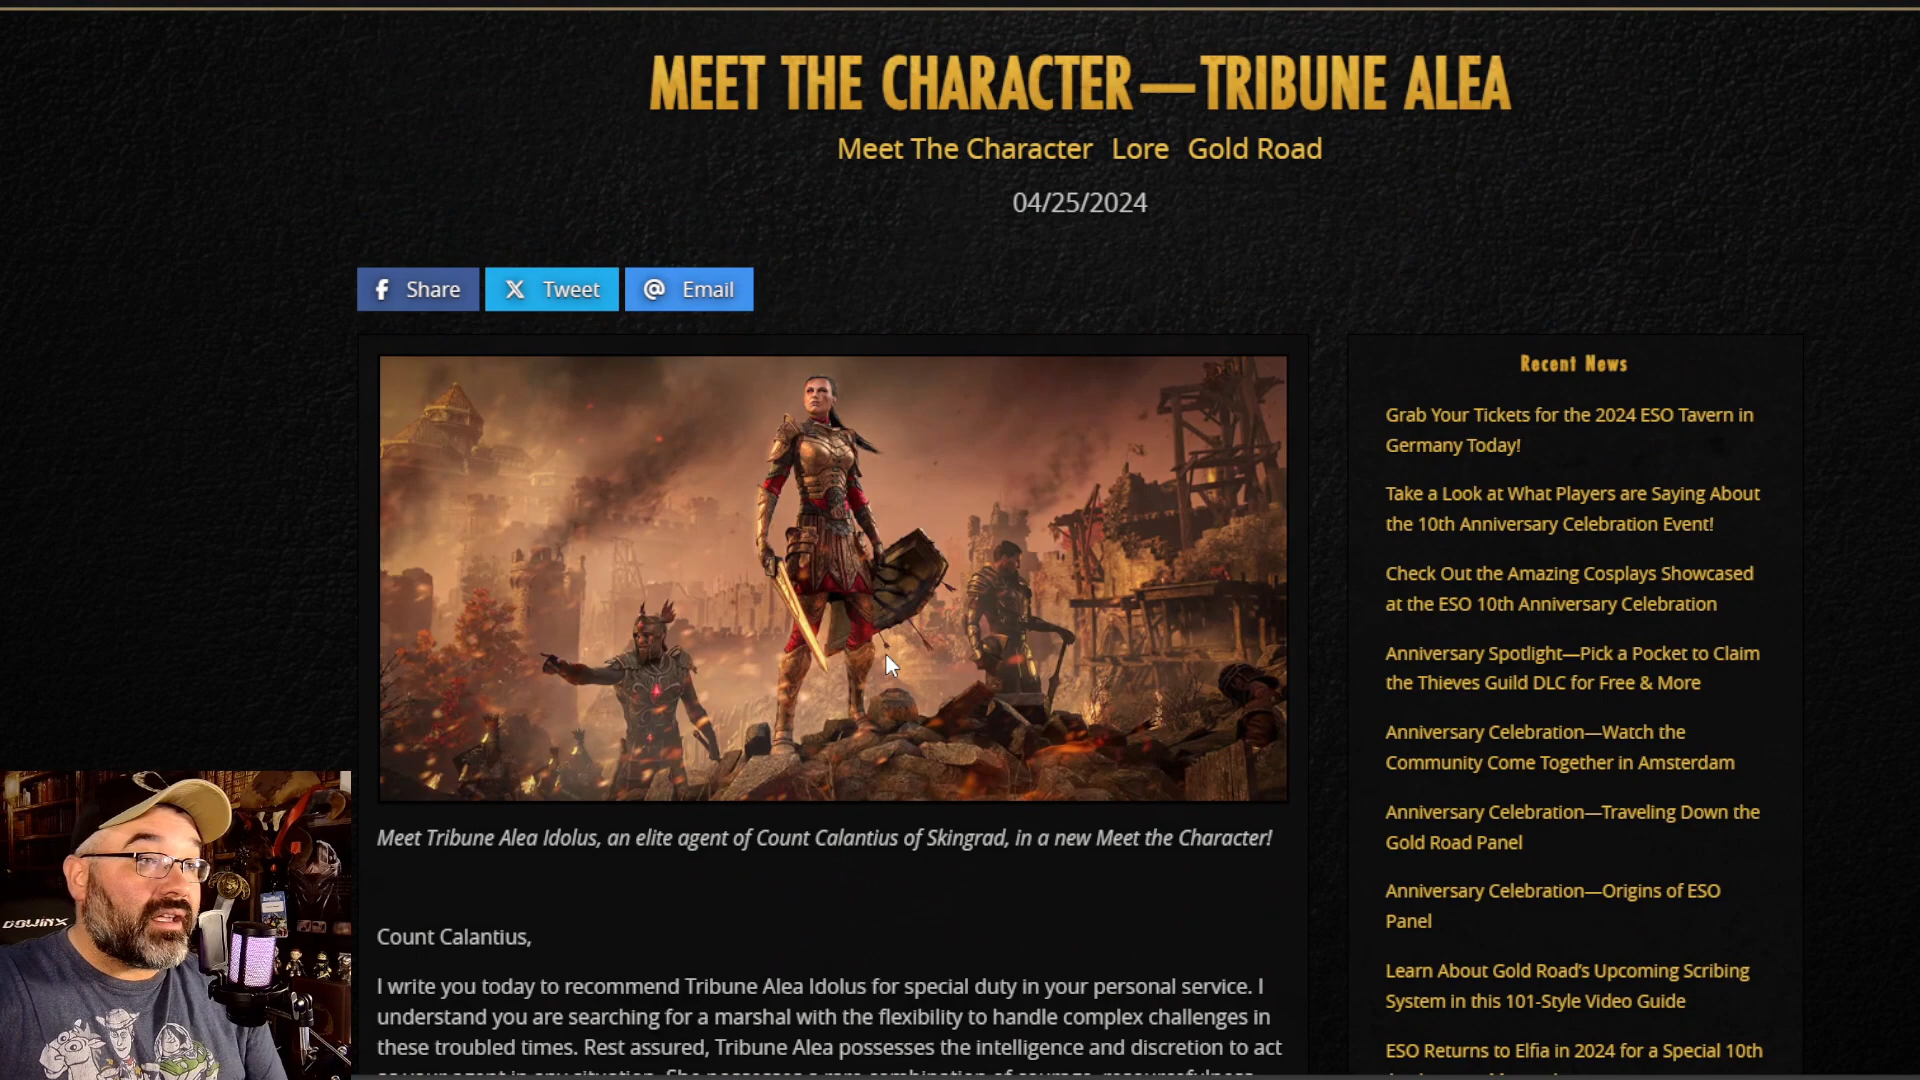 MEET THE CHARACTER—TRIBUNE ALEA
Meet The Character Lore Gold Road
04/25/2024
Share Tweet Email
Meet Tribune Alea Idolus, an elite agent of Count Calantius of Skingrad, in a new Meet the Character!
Count Calantius,
I write you today to recommend Tribune Alea Idolus for special duty in your personal service. I
understand you are searching for a marshal with the flexibility to handle complex challenges in
these troubled times. Rest assured, Tribune Alea possesses the intelligence and discretion to act
Recent News
Grab Your Tickets for the 2024 ESO Tavern in
Germany Today!
Take a Look at What Players are Saying About
the 10th Anniversary Celebration Event!
Check Out the Amazing Cosplays Showcased
at the ESO 10th Anniversary Celebration
Anniversary Spotlight—Pick a Pocket to Claim
the Thieves Guild DLC for Free & More
Anniversary Celebration—Watch the
Community Come Together in Amsterdam
Anniversary Celebration—Traveling Down the
Gold Road Panel
Anniversary Celebration—Origins of ESO
Panel
Learn About Gold Road's Upcoming Scribing
System in this 101-Style Video Guide
ESO Returns to Elfia in 2024 for a Special 10th